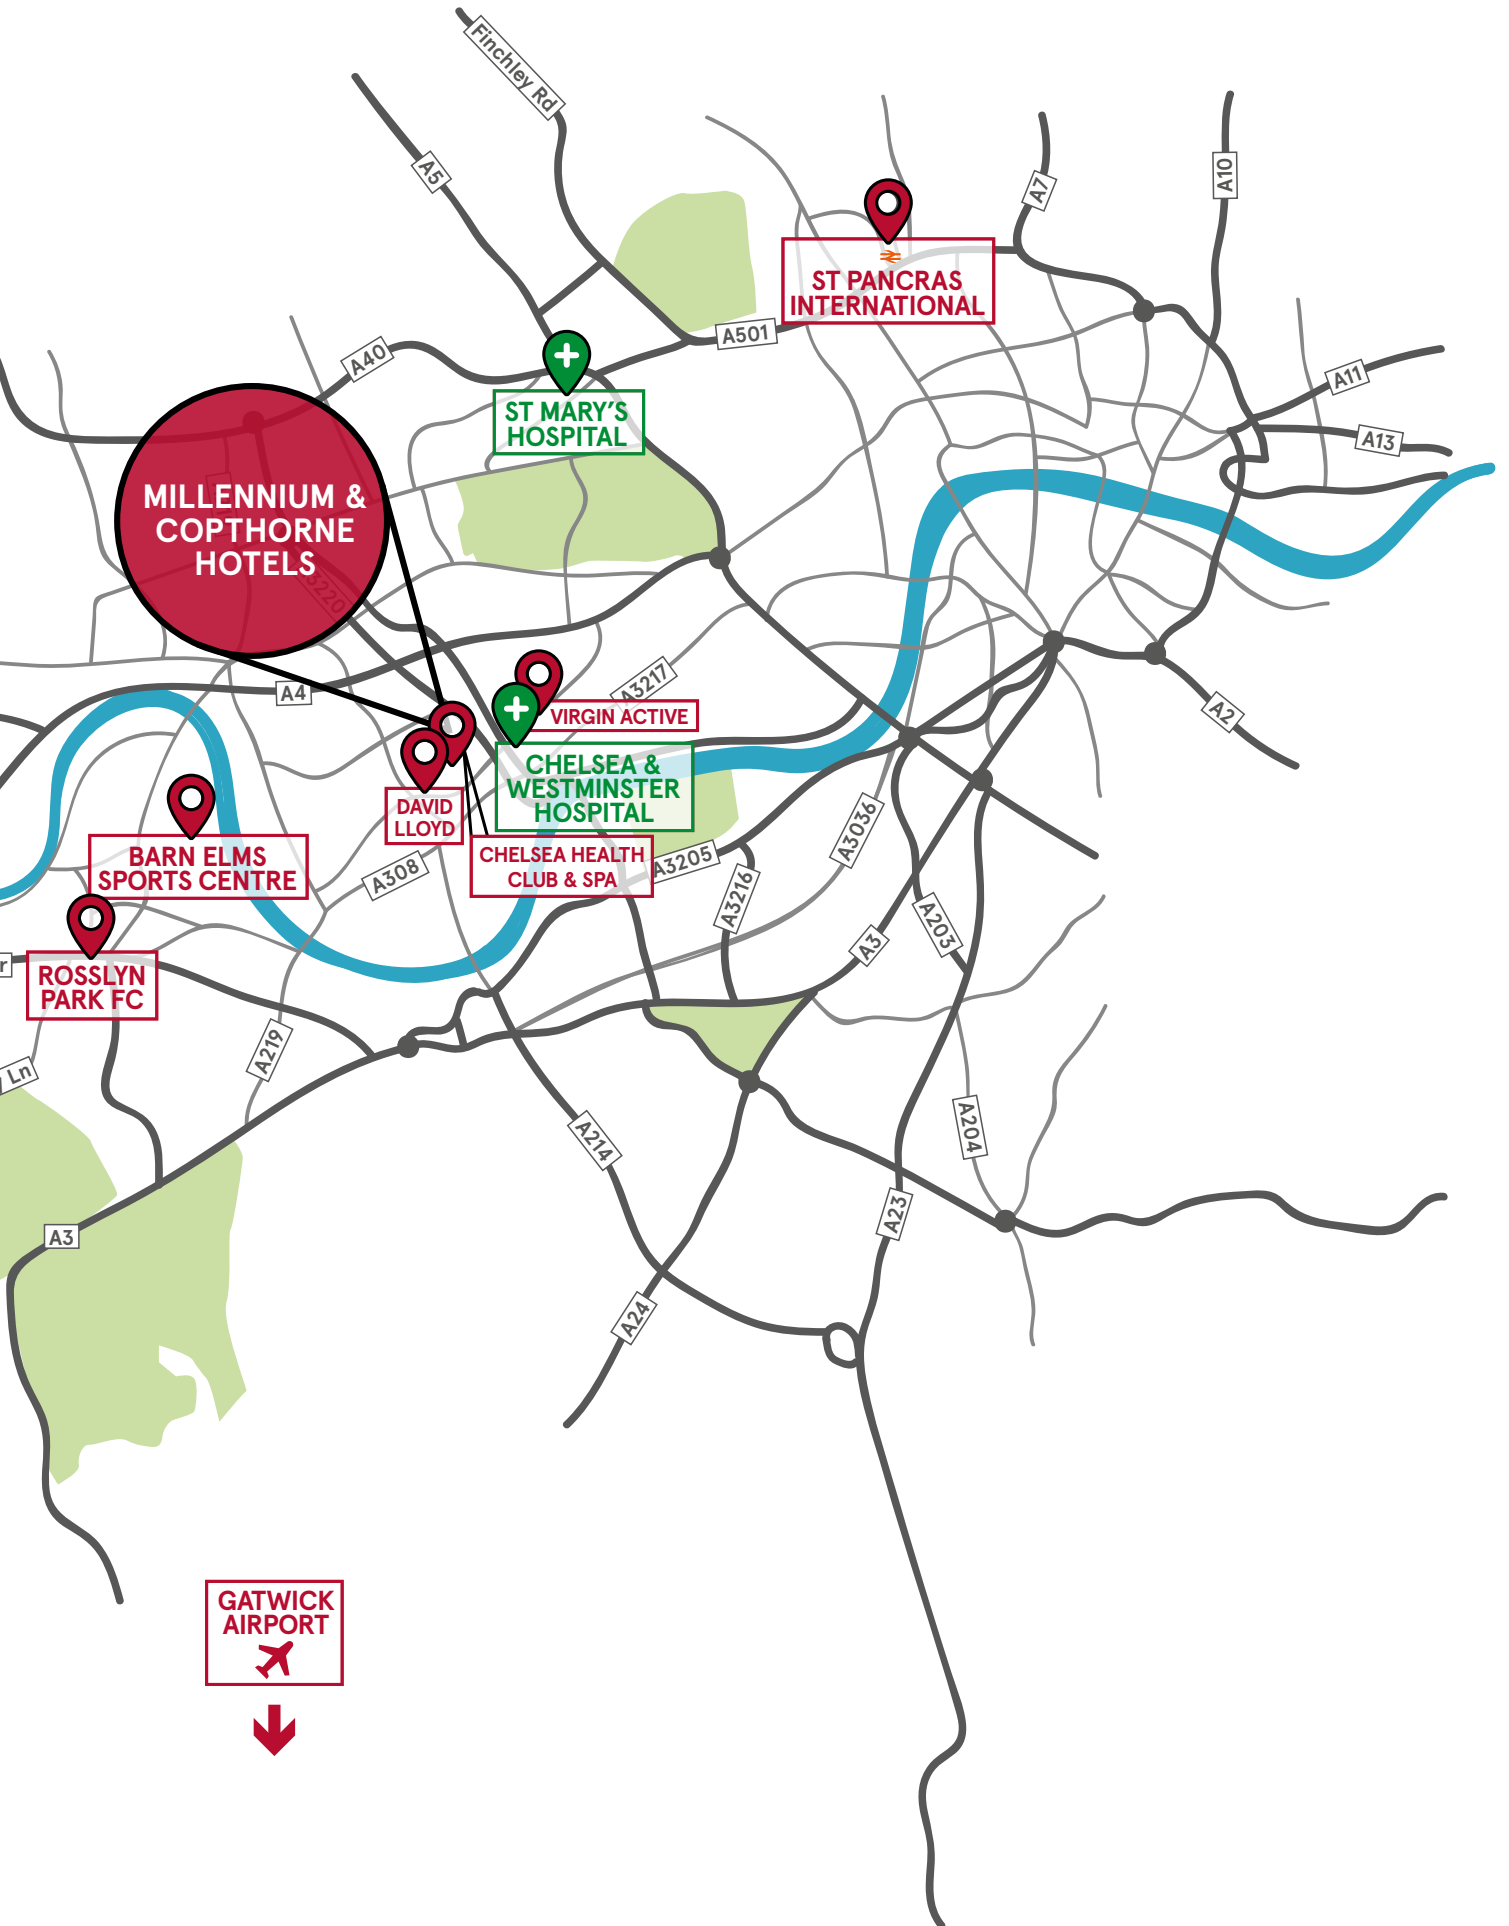 Finchley Rd
A5
A7
A10
ST PANCRAS
INTERNATIONAL
A501
A40
A11
A13
ST MARY'S
HOSPITAL
MILLENNIUM &
COPTHORNE
HOTELS
A3220
A4
A3217
VIRGIN ACTIVE
A2
CHELSEA &
WESTMINSTER
HOSPITAL
DAVID
LLOYD
BARN ELMS
SPORTS CENTRE
A308
CHELSEA HEALTH
CLUB & SPA
A3205
A3036
A3216
A203
A3
r
ROSSLYN
PARK FC
A219
Ln
A214
A204
A23
A3
A24
GATWICK
AIRPORT